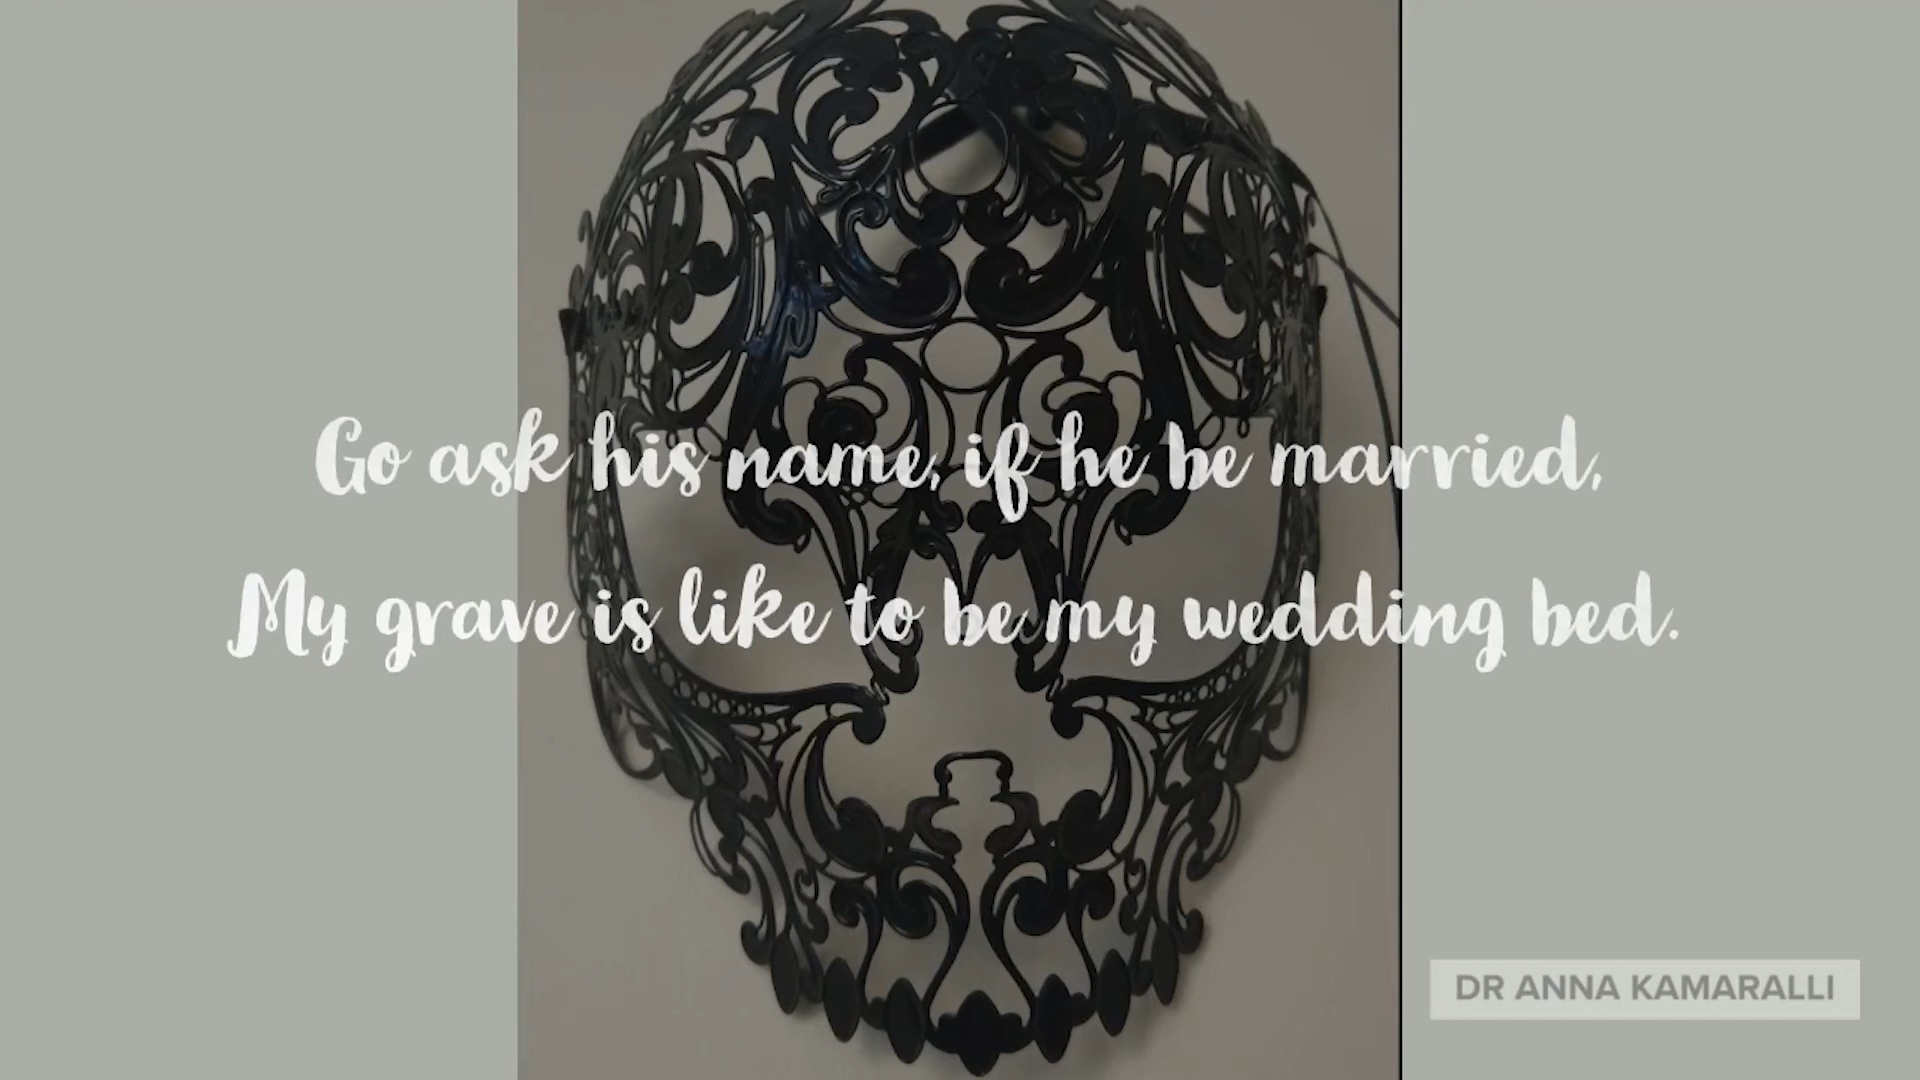 Go ask his name, if he be married,
My grave is like to be my wedding bed.
DR ANNA KAMARALLI